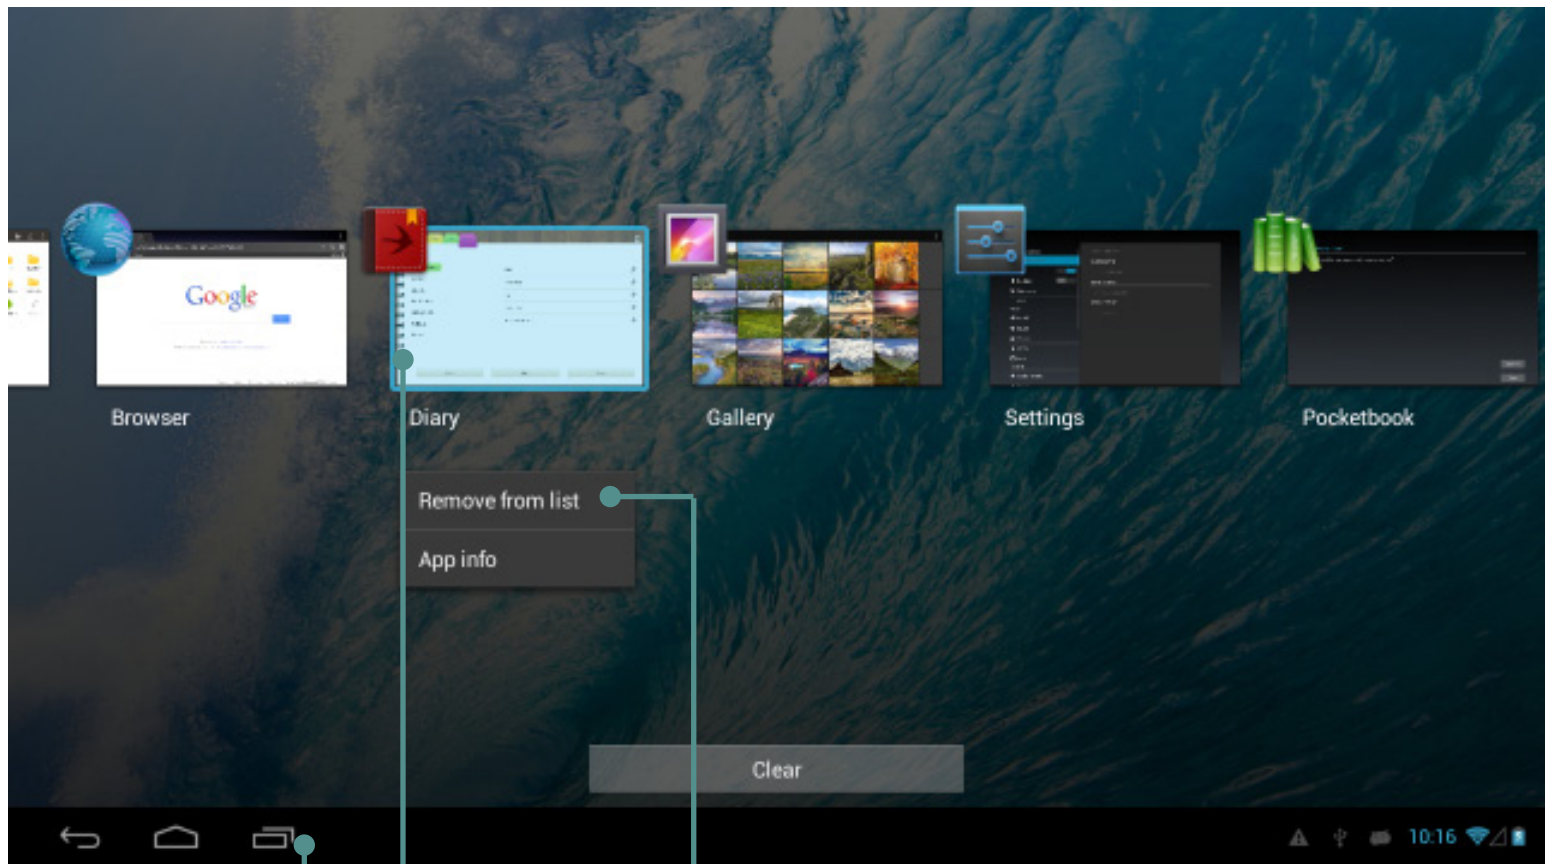 Google
Browser
Diary
Gallery
Settings
Pocketbook
Remove from list
App info
Clear
10:16